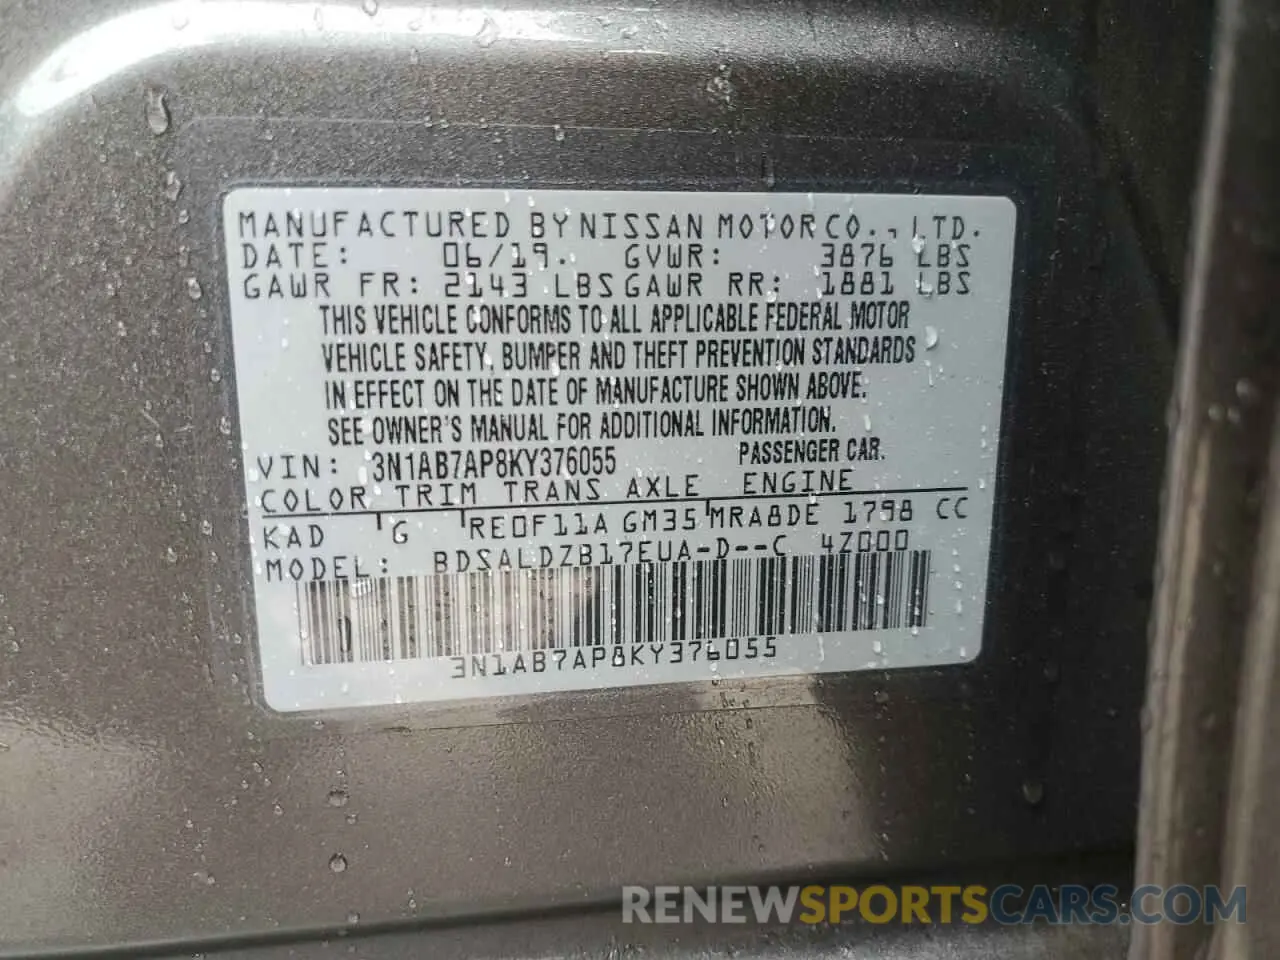 MANUFACTURED BY NISSAN MOTOR CO., LTD.
DATE: 06/19. GVWR: 3876 LBS
GAWR FR: 2143 LBS GAWR RR: 1881 LBS
THIS VEHICLE CONFORMS TO ALL APPLICABLE FEDERAL MOTOR
VEHICLE SAFETY, BUMPER AND THEFT PREVENTION STANDARDS
IN EFFECT ON THE DATE OF MANUFACTURE SHOWN ABOVE.
SEE OWNER'S MANUAL FOR ADDITIONAL INFORMATION.
VIN: 3N1AB7AP8KY376055 PASSENGER CAR.
COLOR TRIM TRANS AXLE ENGINE
KAD G RE0F11A GM35 MRA8DE 1798 CC
MODEL: BDSALDZB17EUA-D--C 4Z000
3N1AB7AP8KY376055
RENEWSPORTSCARS.COM